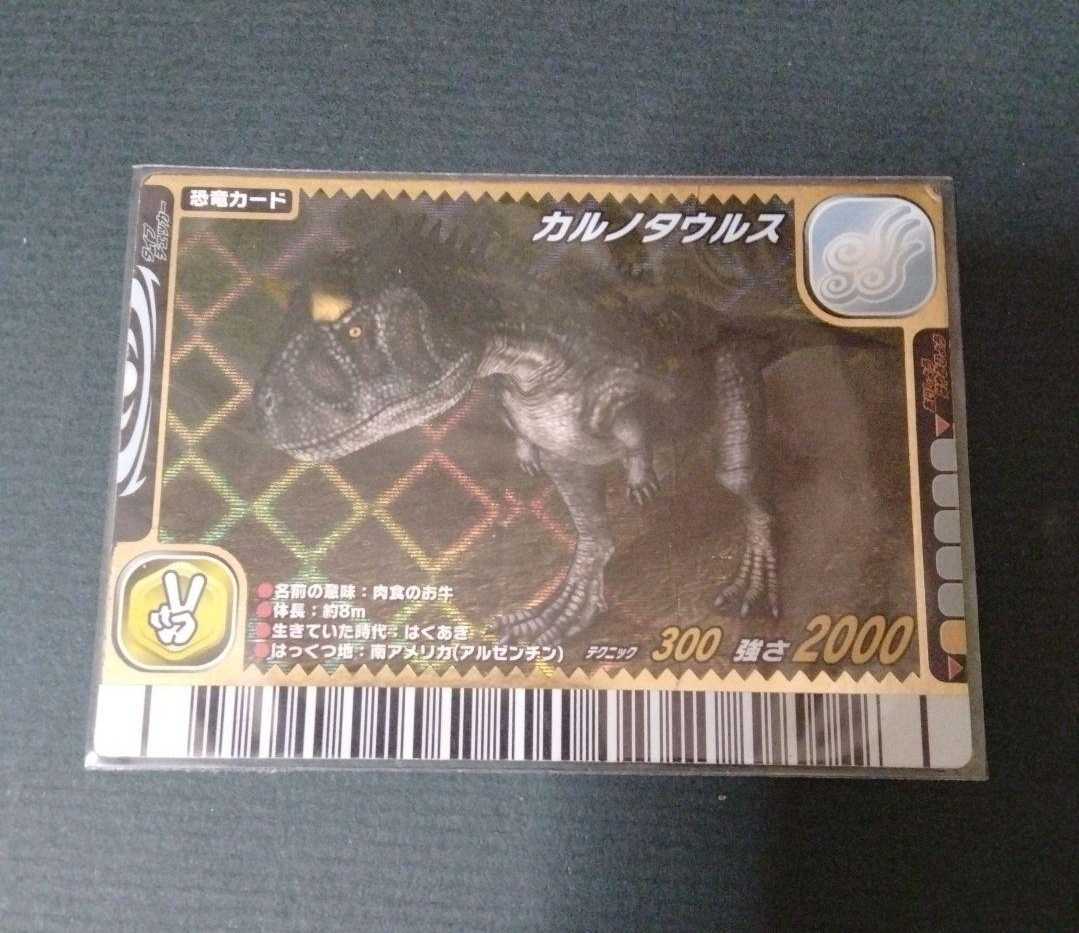 恐竜カード
カルノタウルス
●名前の意味：肉食のお牛
●体長：約8m
●生きていた時代：はくあき
●はっくつ地：南アメリカ(アルゼンチン)
テクニック 300 強さ 2000